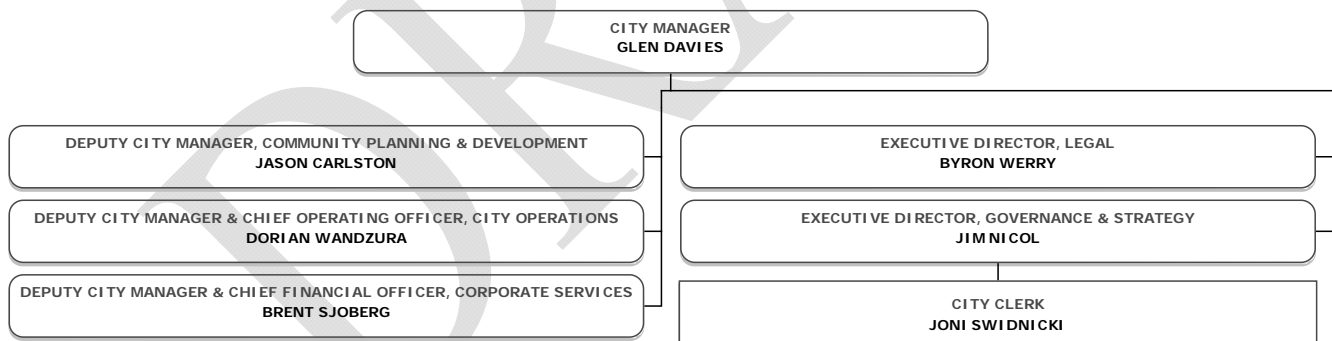 CITY MANAGER
GLEN DAVIES
DEPUTY CITY MANAGER, COMMUNITY PLANNING & DEVELOPMENT
JASON CARLSTON
DEPUTY CITY MANAGER & CHIEF OPERATING OFFICER, CITY OPERATIONS
DORIAN WANDZURA
DEPUTY CITY MANAGER & CHIEF FINANCIAL OFFICER, CORPORATE SERVICES
BRENT SJOBERG
EXECUTIVE DIRECTOR, LEGAL
BYRON WERRY
EXECUTIVE DIRECTOR, GOVERNANCE & STRATEGY
JIM NICOL
CITY CLERK
JONI SWIDNICKI